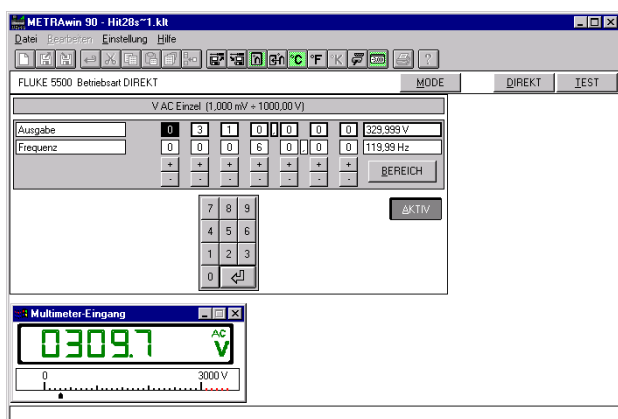 METRAwin 90 - Hit28s~1.klt
Datei Bearbeiten Einstellung Hilfe
°C °F °K ?
FLUKE 5500 Betriebsart DIREKT MODE DIREKT TEST
V AC Einzel (1,000 mV ÷ 1000,00 V)
Ausgabe 0 3 1 0 , 0 0 0 329,999 V
Frequenz 0 0 0 6 0 , 0 0 119,99 Hz
+ + + + + + +
- - - - - - -
BEREICH
7 8 9
AKTIV
4 5 6
1 2 3
0
Multimeter-Eingang
0309.7 AC V
0 3000 V